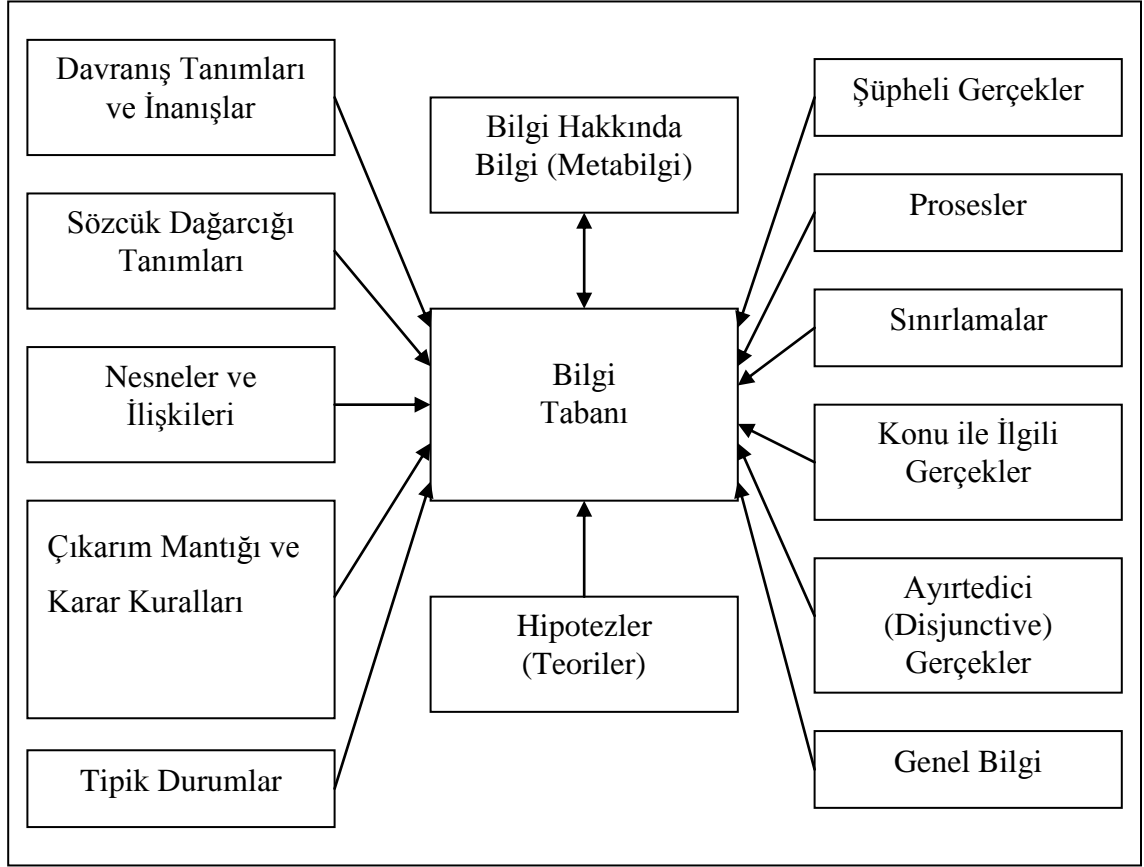 Davranış Tanımları
ve İnanışlar
Sözcük Dağarcığı
Tanımları
Nesneler ve
İlişkileri
Çıkarım Mantığı ve
Karar Kuralları
Tipik Durumlar
Bilgi Hakkında
Bilgi (Metabilgi)
Bilgi
Tabanı
Hipotezler
(Teoriler)
Şüpheli Gerçekler
Prosesler
Sınırlamalar
Konu ile İlgili
Gerçekler
Ayırtedici
(Disjunctive)
Gerçekler
Genel Bilgi